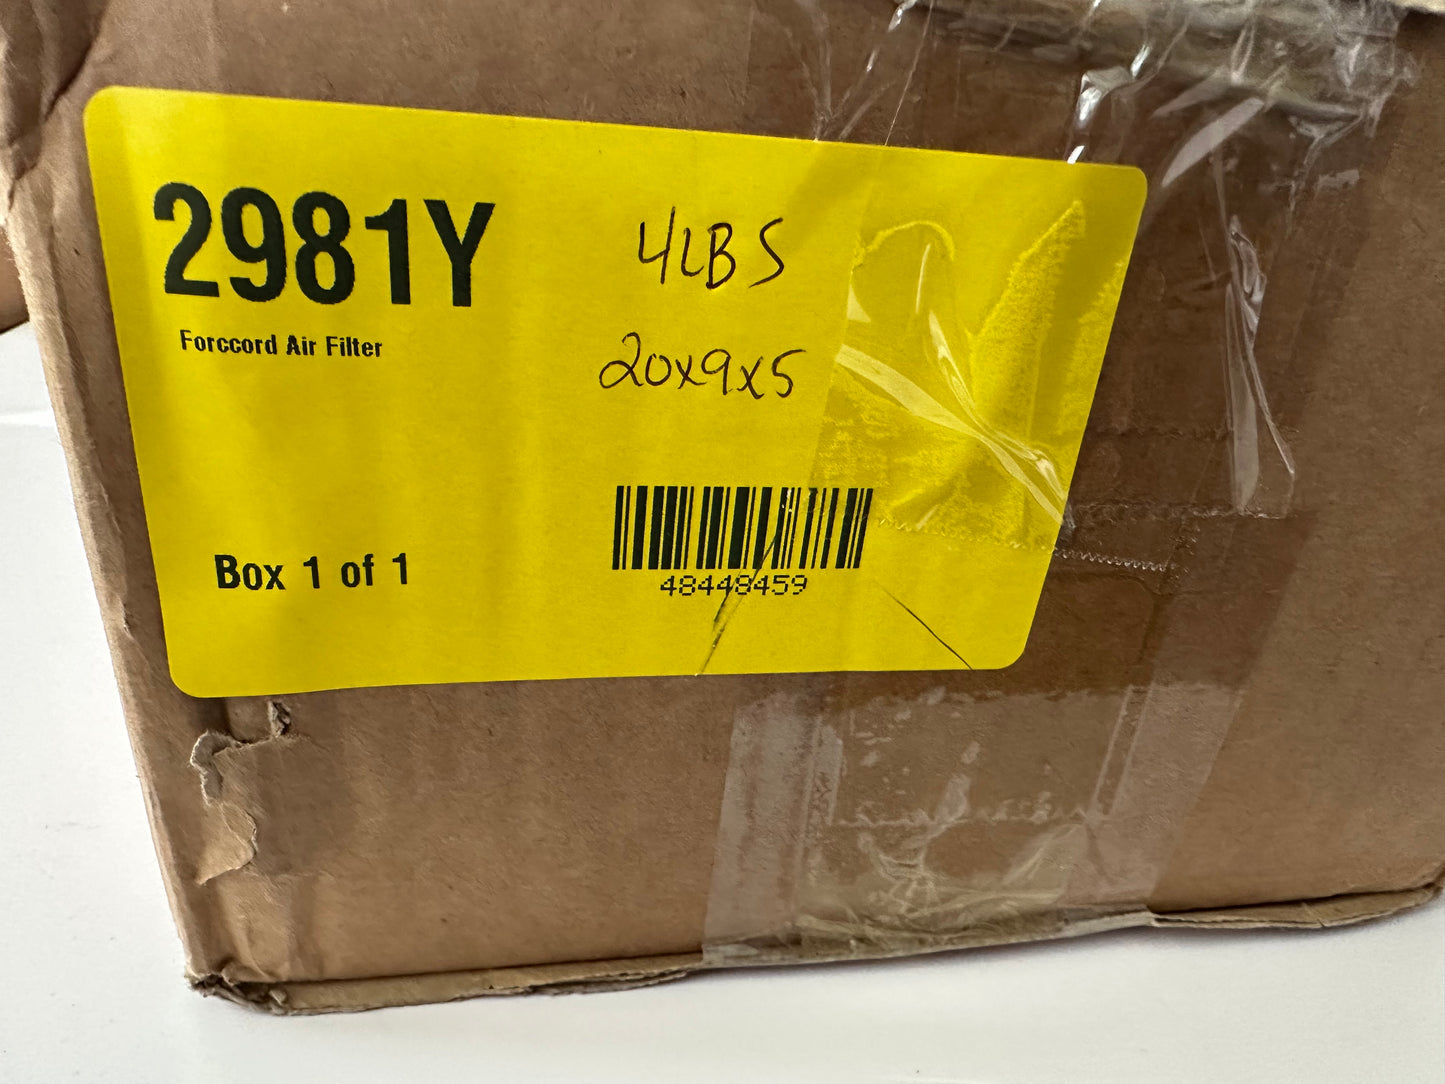 2981Y
Forccord Air Filter
4LBS
20x9x5
Box 1 of 1
48448459